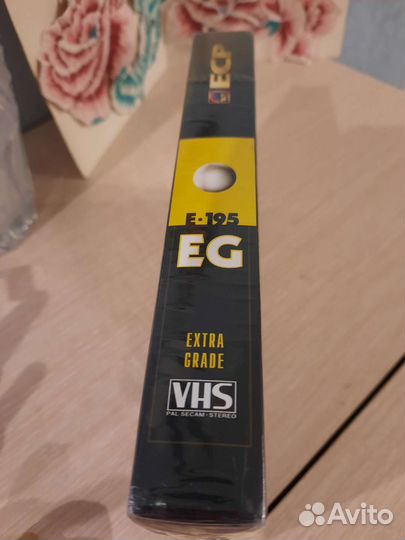 ECP
E-195
EG
EXTRA
GRADE
VHS
PAL SECAM-STEREO
Avito